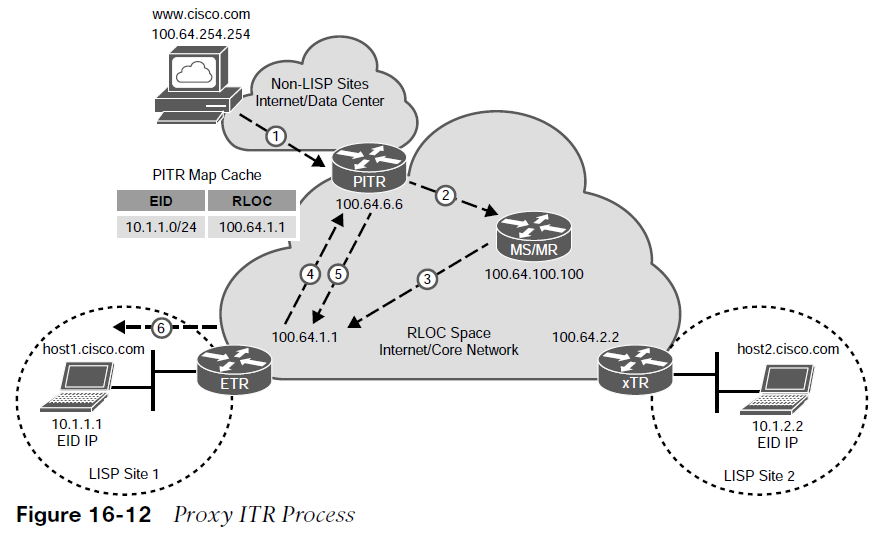 www.cisco.com
100.64.254.254
Non-LISP Sites
Internet/Data Center
1
PITR Map Cache
EID RLOC
10.1.1.0/24 100.64.1.1
PITR
100.64.6.6
2
MS/MR
100.64.100.100
4
5
3
6
100.64.1.1
RLOC Space
Internet/Core Network
100.64.2.2
host1.cisco.com
ETR
10.1.1.1
EID IP
LISP Site 1
xTR
host2.cisco.com
10.1.2.2
EID IP
LISP Site 2
Figure 16-12 Proxy ITR Process